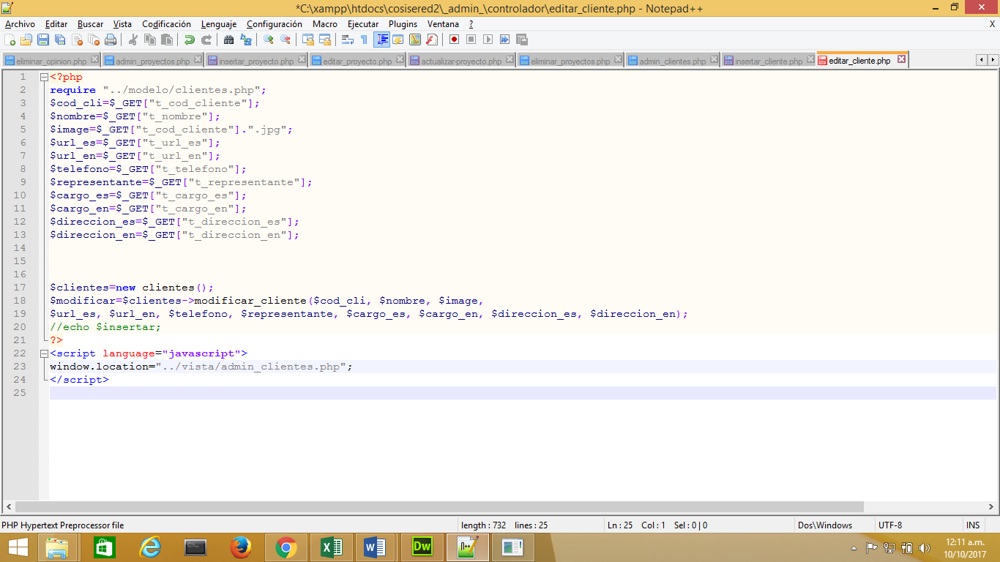 *C:\xampp\htdocs\cosisered2\_admin_\controlador\editar_cliente.php - Notepad++
Archivo Editar Buscar Vista Codificación Lenguaje Configuración Macro Ejecutar Plugins Ventana ?
X
eliminar_opinion.php admin_proyectos.php insertar_proyecto.php editar_proyecto.php actualizar-proyecto.php eliminar_proyectos.php admin_clientes.php insertar_cliente.php editar_cliente.php
1 <?php
2 require "../modelo/clientes.php";
3 $cod_cli=$_GET["t_cod_cliente"];
4 $nombre=$_GET["t_nombre"];
5 $image=$_GET["t_cod_cliente"].".jpg";
6 $url_es=$_GET["t_url_es"];
7 $url_en=$_GET["t_url_en"];
8 $telefono=$_GET["t_telefono"];
9 $representante=$_GET["t_representante"];
10 $cargo_es=$_GET["t_cargo_es"];
11 $cargo_en=$_GET["t_cargo_en"];
12 $direccion_es=$_GET["t_direccion_es"];
13 $direccion_en=$_GET["t_direccion_en"];
14
15
16
17 $clientes=new clientes();
18 $modificar=$clientes->modificar_cliente($cod_cli, $nombre, $image,
19 $url_es, $url_en, $telefono, $representante, $cargo_es, $cargo_en, $direccion_es, $direccion_en);
20 //echo $insertar;
21 ?>
22 <script language="javascript">
23 window.location="../vista/admin_clientes.php";
24 </script>
25
PHP Hypertext Preprocessor file length : 732 lines : 25 Ln : 25 Col : 1 Sel : 0 | 0 Dos\Windows UTF-8 INS
Dw
12:11 a.m.
10/10/2017